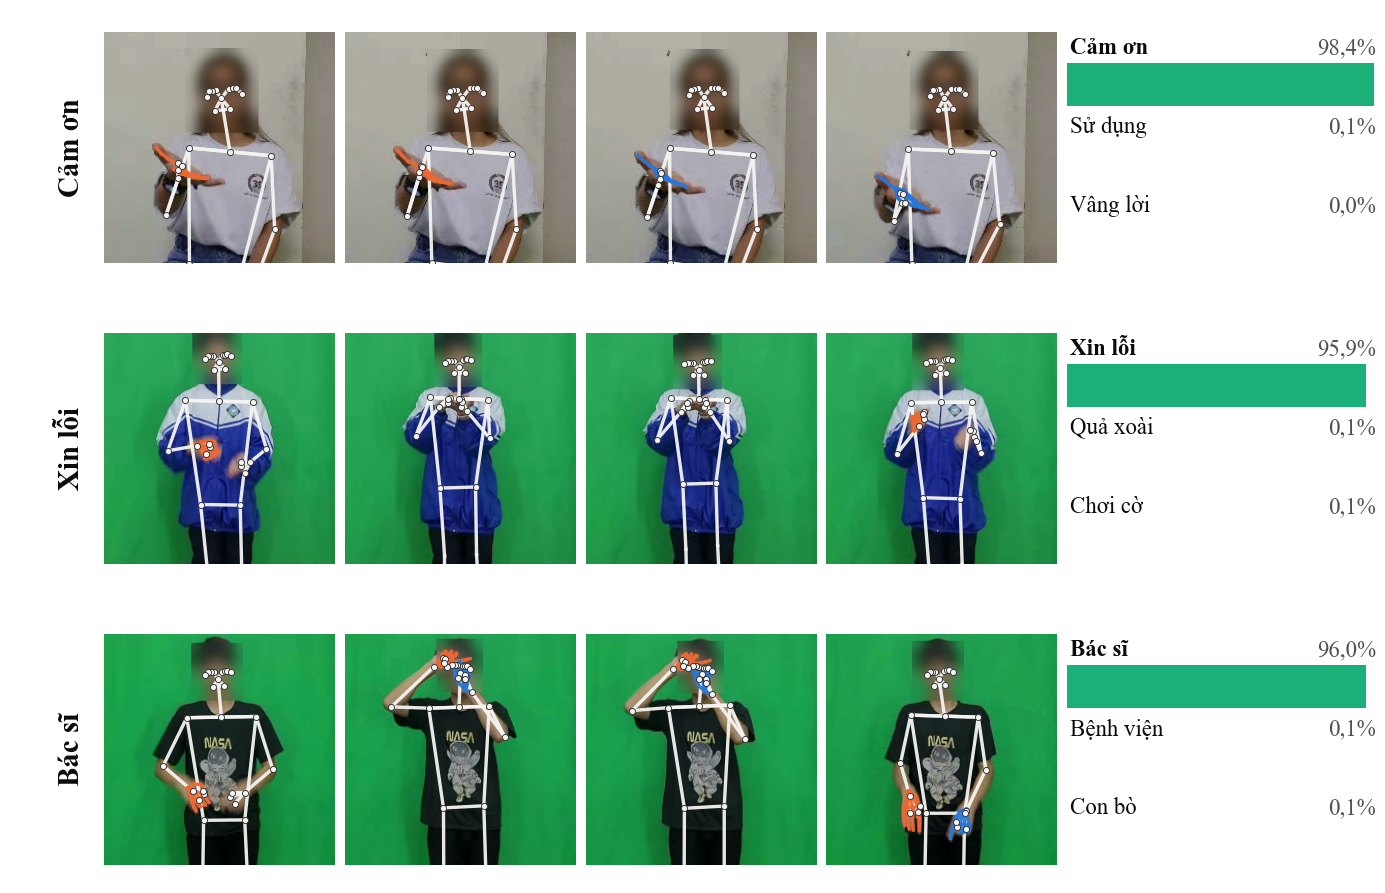 Cảm ơn
Cảm ơn 98,4%
Sử dụng 0,1%
Vâng lời 0,0%
Xin lỗi
Xin lỗi 95,9%
Quả xoài 0,1%
Chơi cờ 0,1%
Bác sĩ
NASA
NASA
NASA
NASA
Bác sĩ 96,0%
Bệnh viện 0,1%
Con bò 0,1%